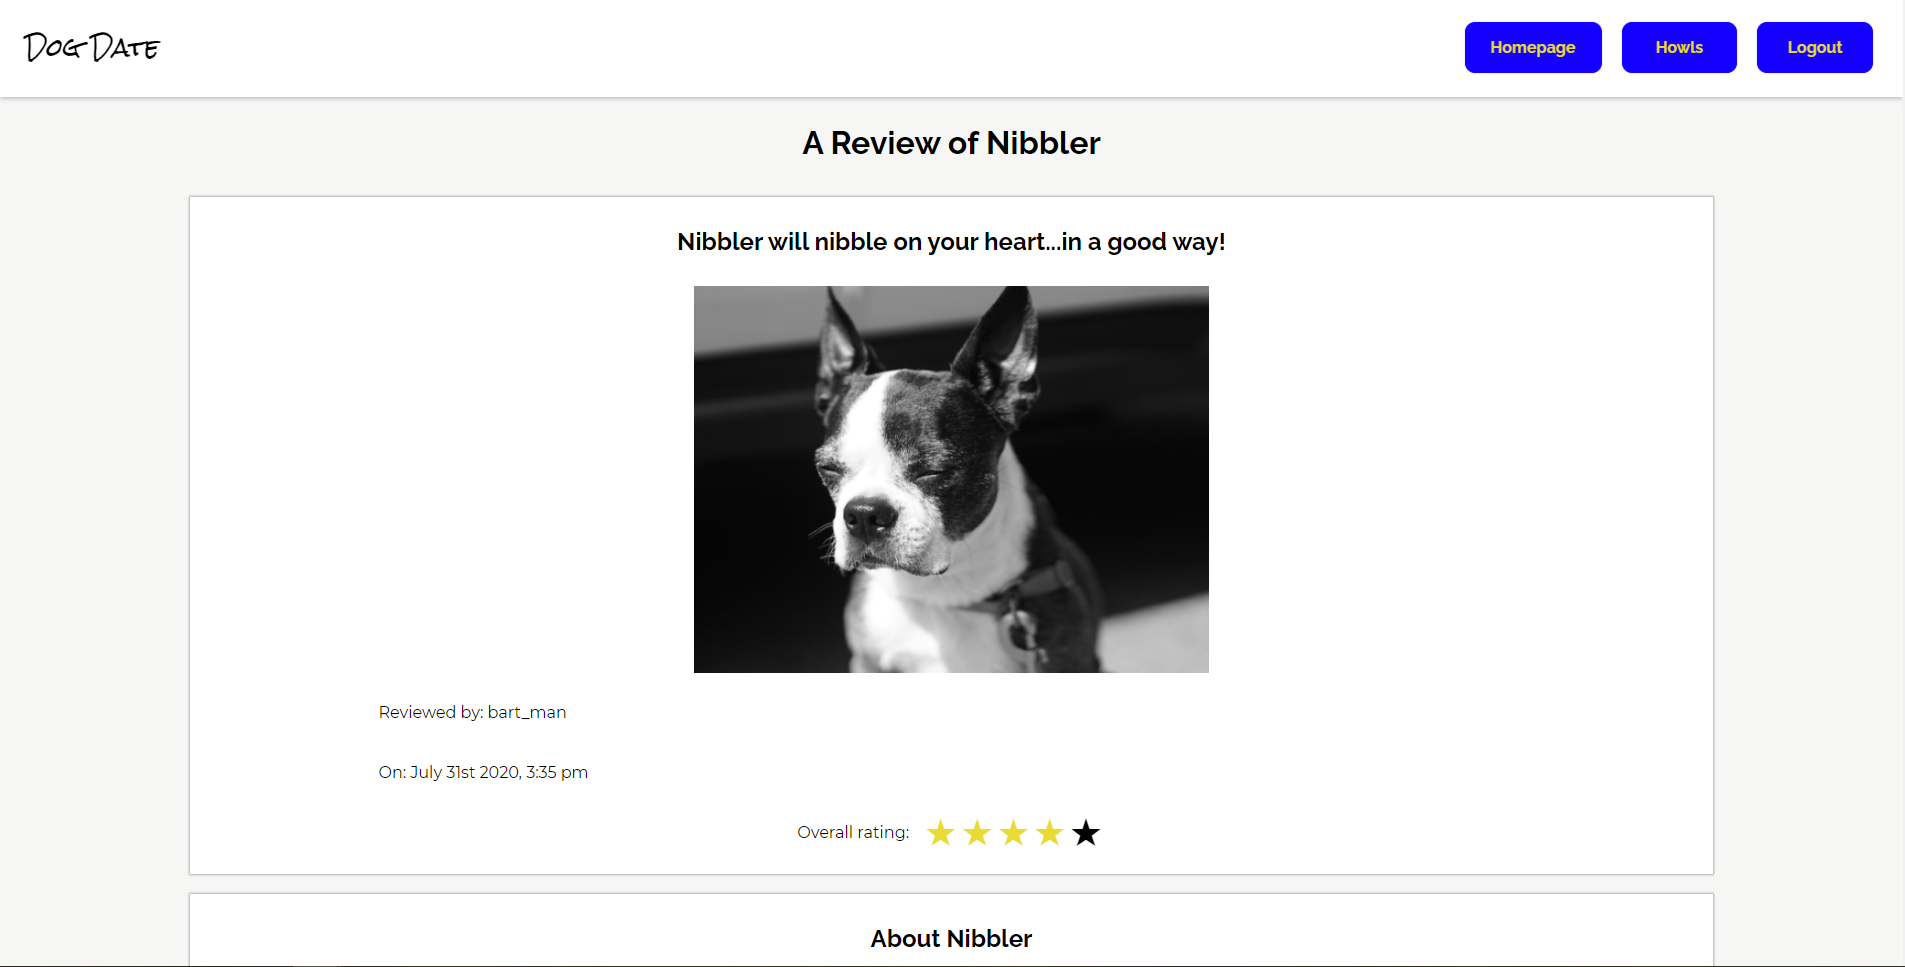 Dog Date
Homepage
Howls
Logout
A Review of Nibbler
Nibbler will nibble on your heart...in a good way!
Reviewed by: bart_man
On: July 31st 2020, 3:35 pm
Overall rating:
About Nibbler